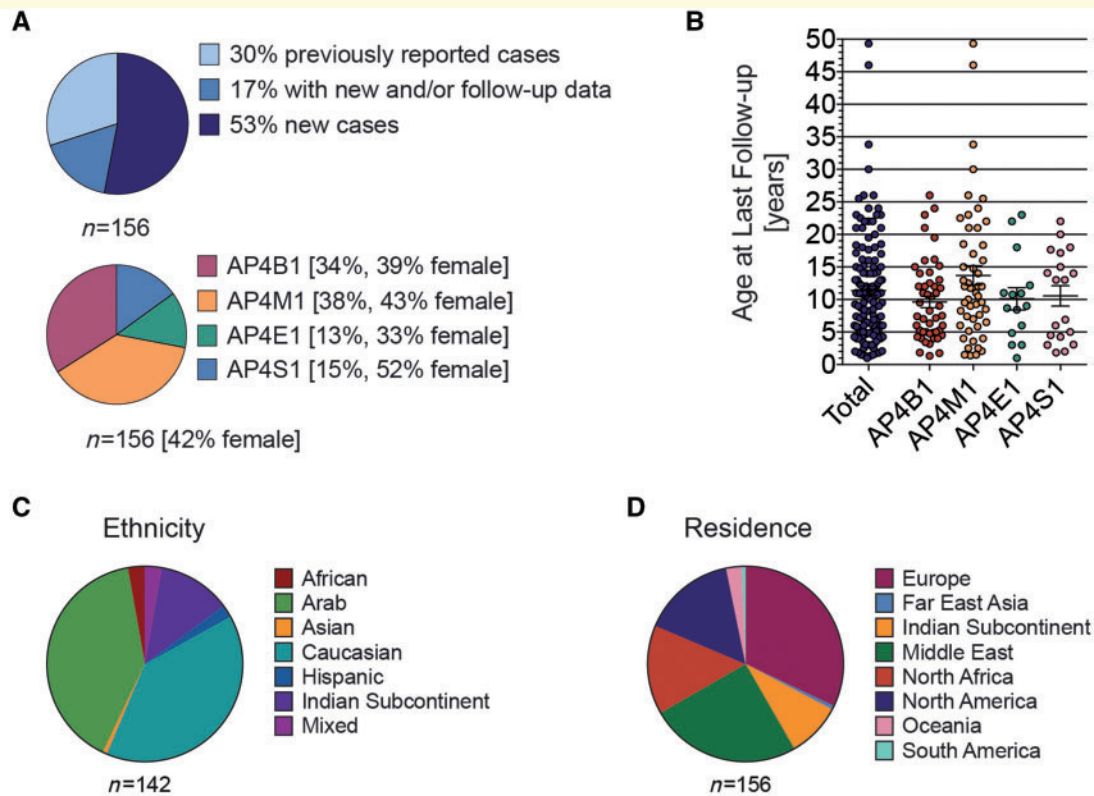 A
30% previously reported cases
17% with new and/or follow-up data
53% new cases
n=156
AP4B1 [34%, 39% female]
AP4M1 [38%, 43% female]
AP4E1 [13%, 33% female]
AP4S1 [15%, 52% female]
n=156 [42% female]
B
Age at Last Follow-up
[years]
50
45
40
35
30
25
20
15
10
5
0
Total
AP4B1
AP4M1
AP4E1
AP4S1
C
Ethnicity
African
Arab
Asian
Caucasian
Hispanic
Indian Subcontinent
Mixed
n=142
D
Residence
Europe
Far East Asia
Indian Subcontinent
Middle East
North Africa
North America
Oceania
South America
n=156